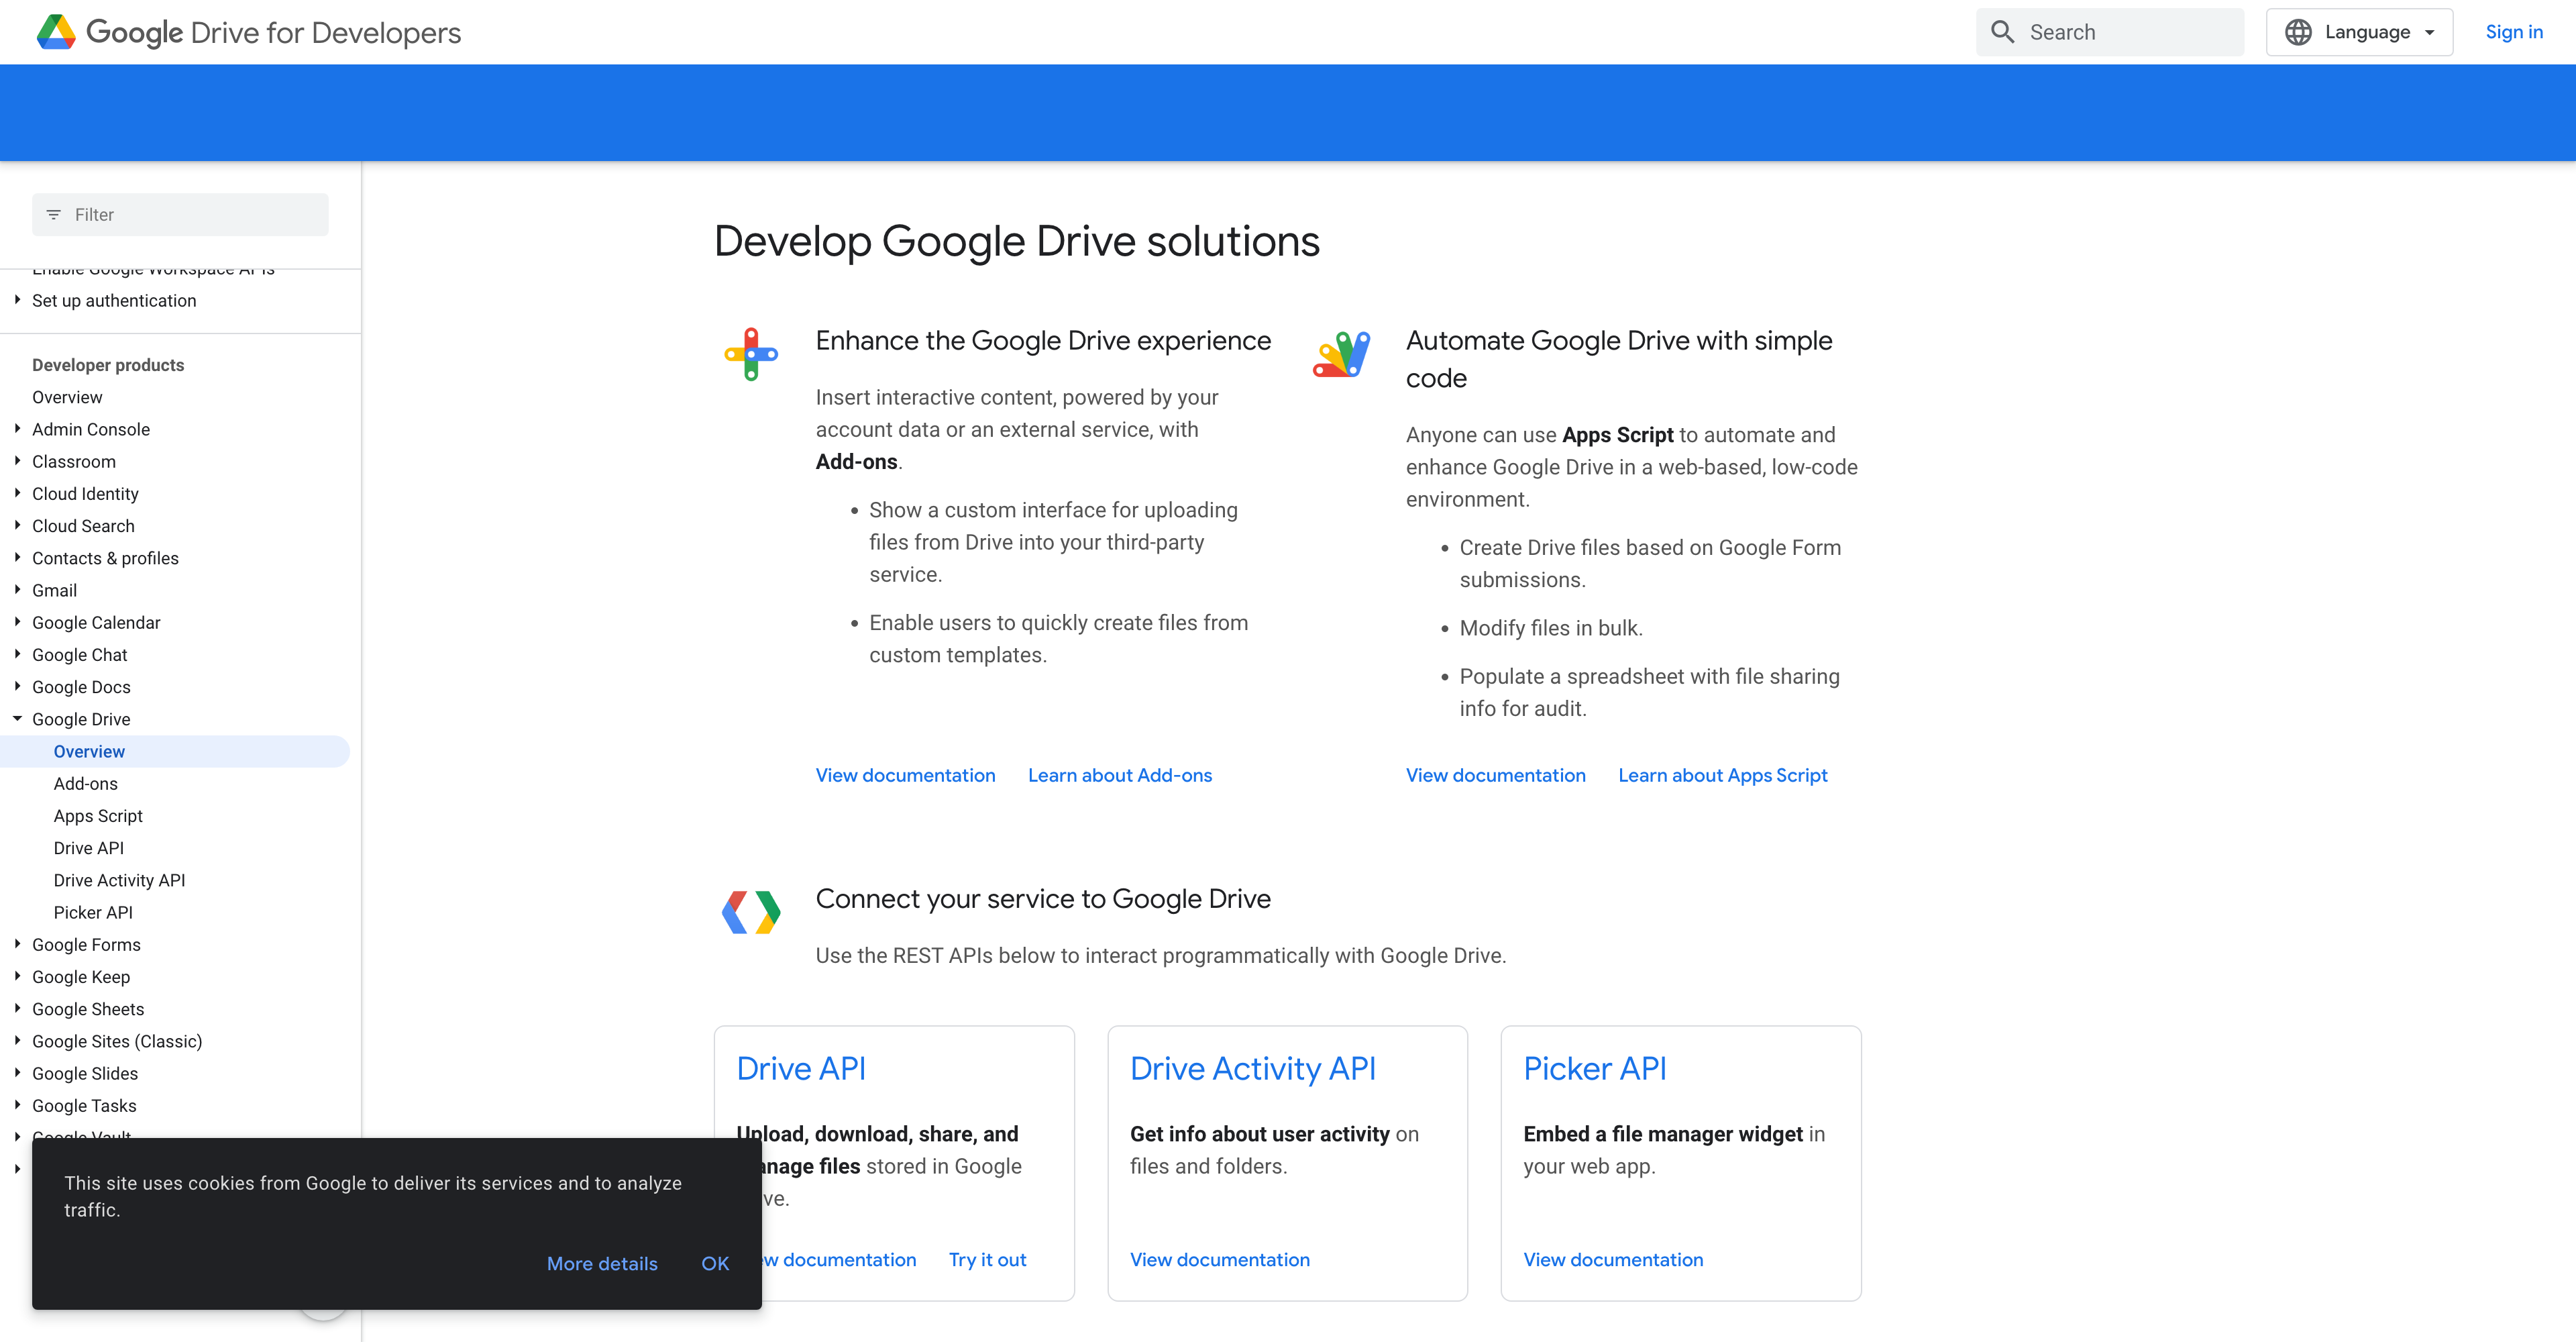 Google Drive for Developers
Search
Language
Sign in
Filter
Enable Google Workspace APIs
Set up authentication
Developer products
Overview
Admin Console
Classroom
Cloud Identity
Cloud Search
Contacts & profiles
Gmail
Google Calendar
Google Chat
Google Docs
Google Drive
Overview
Add-ons
Apps Script
Drive API
Drive Activity API
Picker API
Google Forms
Google Keep
Google Sheets
Google Sites (Classic)
Google Slides
Google Tasks
Google Vault
Develop Google Drive solutions
Enhance the Google Drive experience
Insert interactive content, powered by your
account data or an external service, with
Add-ons.
• Show a custom interface for uploading
files from Drive into your third-party
service.
• Enable users to quickly create files from
custom templates.
View documentation
Learn about Add-ons
Automate Google Drive with simple
code
Anyone can use Apps Script to automate and
enhance Google Drive in a web-based, low-code
environment.
• Create Drive files based on Google Form
submissions.
• Modify files in bulk.
• Populate a spreadsheet with file sharing
info for audit.
View documentation
Learn about Apps Script
Connect your service to Google Drive
Use the REST APIs below to interact programmatically with Google Drive.
Drive API
Upload, download, share, and
anage files stored in Google
ve.
w documentation
Try it out
Drive Activity API
Get info about user activity on
files and folders.
View documentation
Picker API
Embed a file manager widget in
your web app.
View documentation
This site uses cookies from Google to deliver its services and to analyze
traffic.
More details
OK